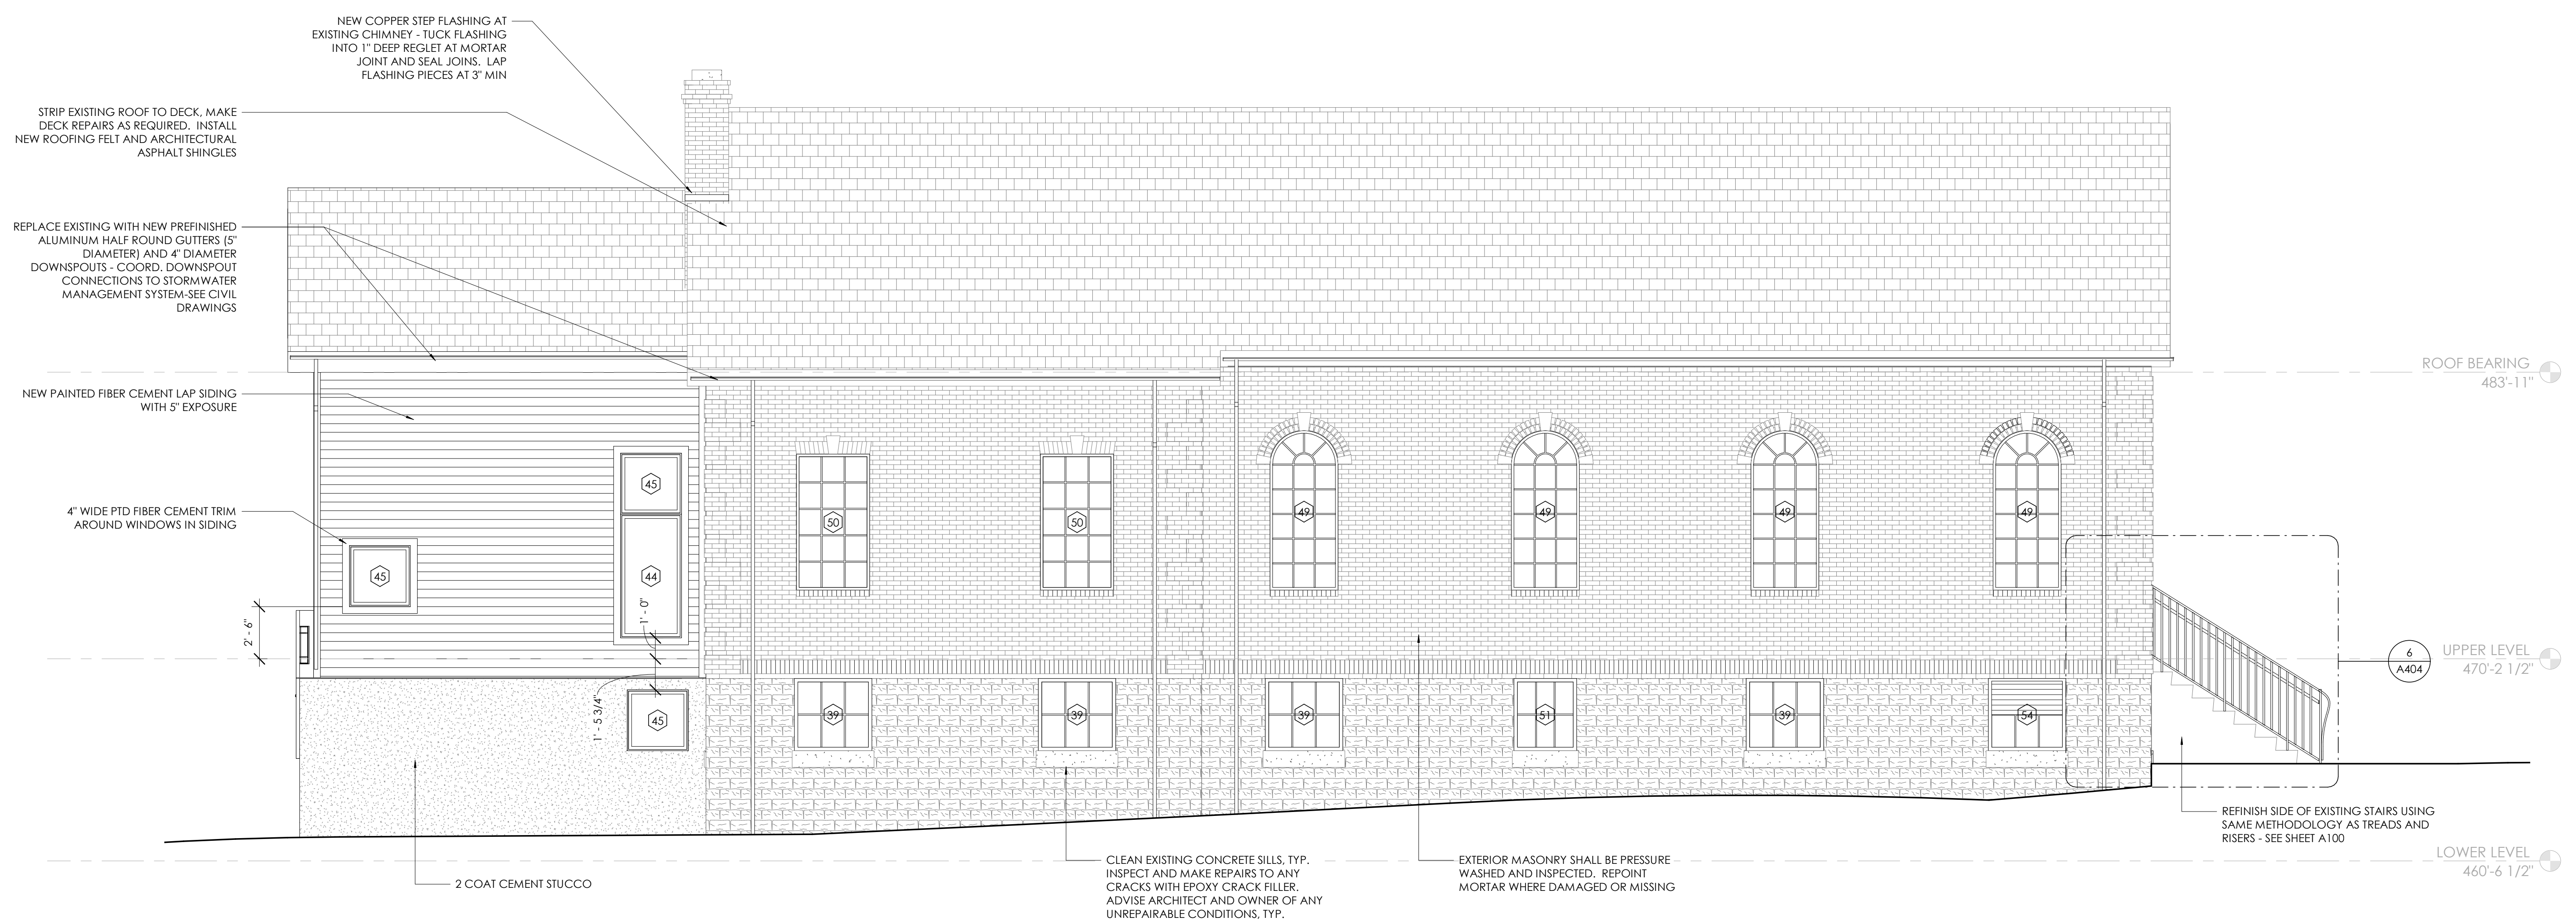 NEW COPPER STEP FLASHING AT
EXISTING CHIMNEY - TUCK FLASHING
INTO 1" DEEP REGLET AT MORTAR
JOINT AND SEAL JOINS. LAP
FLASHING PIECES AT 3" MIN
STRIP EXISTING ROOF TO DECK, MAKE
DECK REPAIRS AS REQUIRED. INSTALL
NEW ROOFING FELT AND ARCHITECTURAL
ASPHALT SHINGLES
REPLACE EXISTING WITH NEW PREFINISHED
ALUMINUM HALF ROUND GUTTERS (5"
DIAMETER) AND 4" DIAMETER
DOWNSPOUTS - COORD. DOWNSPOUT
CONNECTIONS TO STORMWATER
MANAGEMENT SYSTEM-SEE CIVIL
DRAWINGS
NEW PAINTED FIBER CEMENT LAP SIDING
WITH 5" EXPOSURE
4" WIDE PTD FIBER CEMENT TRIM
AROUND WINDOWS IN SIDING
2' - 6"
45
45
44
1' - 0"
1' - 5 3/4"
45
50
50
49
49
49
49
39
39
39
51
39
54
ROOF BEARING
483'-11"
6
A404
UPPER LEVEL
470'-2 1/2"
REFINISH SIDE OF EXISTING STAIRS USING
SAME METHODOLOGY AS TREADS AND
RISERS - SEE SHEET A100
LOWER LEVEL
460'-6 1/2"
2 COAT CEMENT STUCCO
CLEAN EXISTING CONCRETE SILLS, TYP.
INSPECT AND MAKE REPAIRS TO ANY
CRACKS WITH EPOXY CRACK FILLER.
ADVISE ARCHITECT AND OWNER OF ANY
UNREPAIRABLE CONDITIONS, TYP.
EXTERIOR MASONRY SHALL BE PRESSURE
WASHED AND INSPECTED. REPOINT
MORTAR WHERE DAMAGED OR MISSING